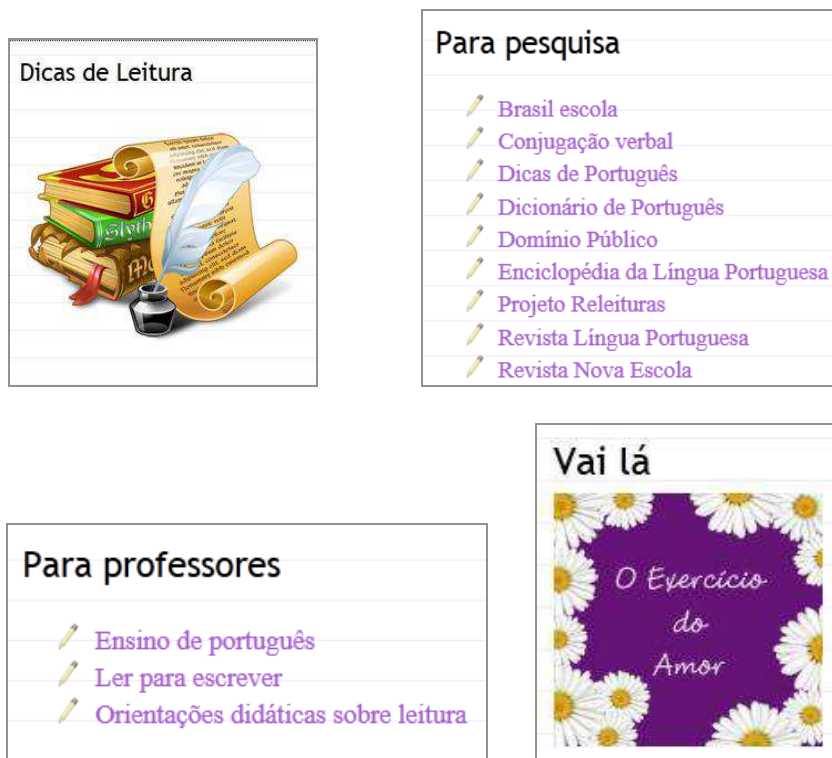 Dicas de Leitura
Para pesquisa
Brasil escola
Conjugação verbal
Dicas de Português
Dicionário de Português
Domínio Público
Enciclopédia da Língua Portuguesa
Projeto Releituras
Revista Língua Portuguesa
Revista Nova Escola
Para professores
Ensino de português
Ler para escrever
Orientações didáticas sobre leitura
Vai lá
O Exercício
do
Amor